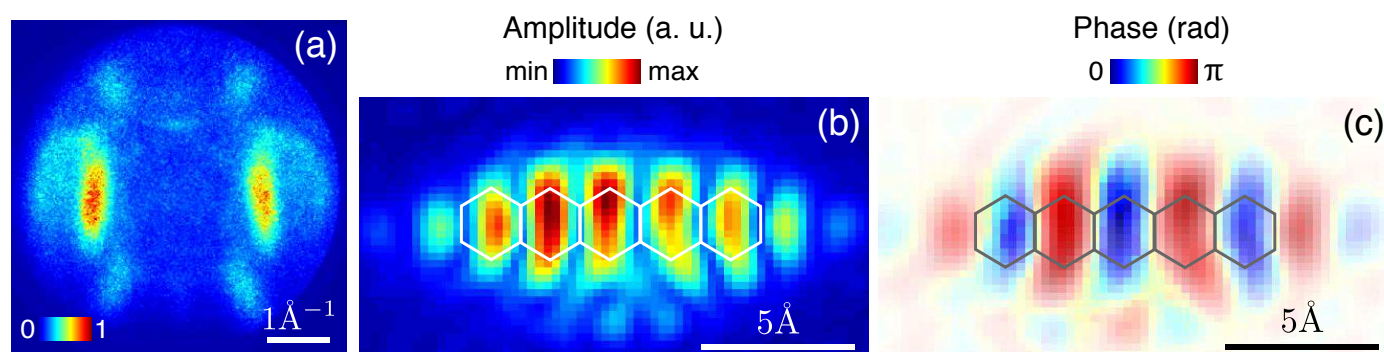 (a)
0 1
1Å⁻¹
Amplitude (a. u.)
min max
(b)
5Å
Phase (rad)
0 π
(c)
5Å